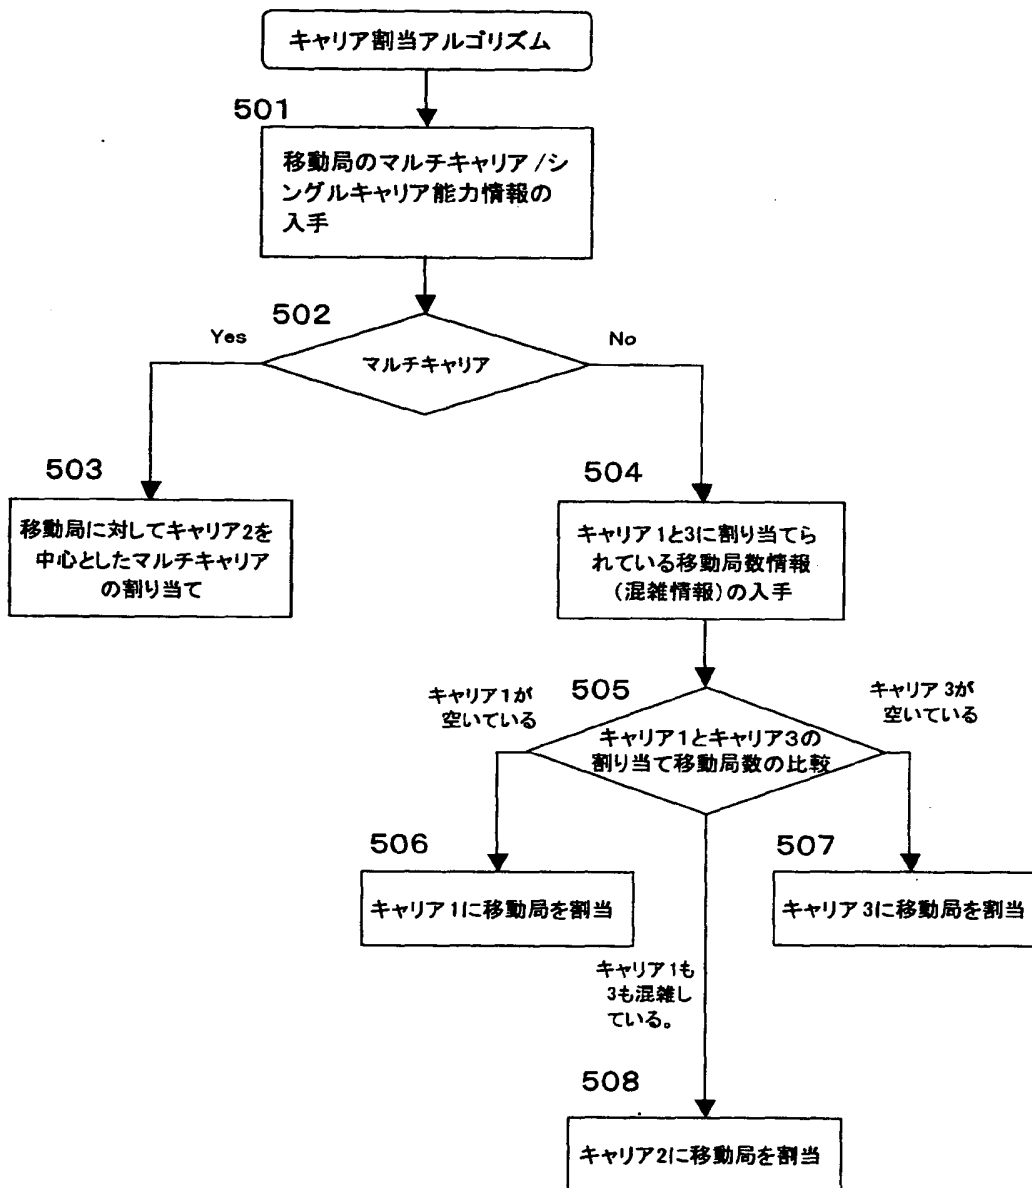 キャリア割当アルゴリズム
501
移動局のマルチキャリア/シ
ングルキャリア能力情報の
入手
502
Yes
No
マルチキャリア
503
504
移動局に対してキャリア2を
中心としたマルチキャリア
の割り当て
キャリア1と3に割り当てら
れている移動局数情報
(混雑情報)の入手
505
キャリア1が
空いている
キャリア3が
空いている
キャリア1とキャリア3の
割り当て移動局数の比較
506
507
キャリア1に移動局を割当
キャリア3に移動局を割当
キャリア1も
3も混雑し
ている。
508
キャリア2に移動局を割当